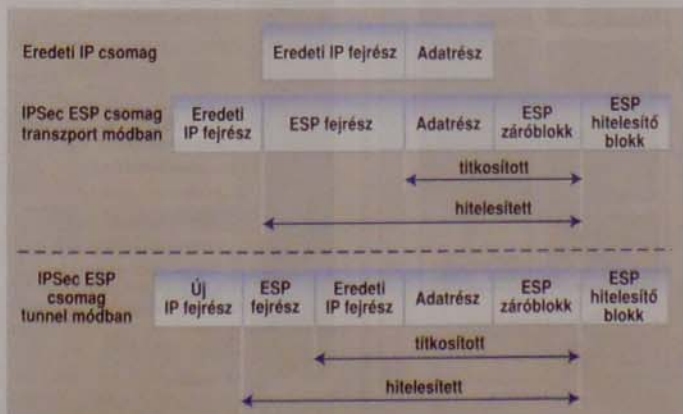 Eredeti IP csomag
Eredeti IP fejrész
Adatrész
IPSec ESP csomag
transzport módban
Eredeti
IP fejrész
ESP fejrész
Adatrész
ESP
záróblokk
ESP
hitelesítő
blokk
titkosított
hitelesített
IPSec ESP
csomag
tunnel módban
Új
IP fejrész
ESP
fejrész
Eredeti
IP fejrész
Adatrész
ESP
záróblokk
ESP
hitelesítő
blokk
titkosított
hitelesített